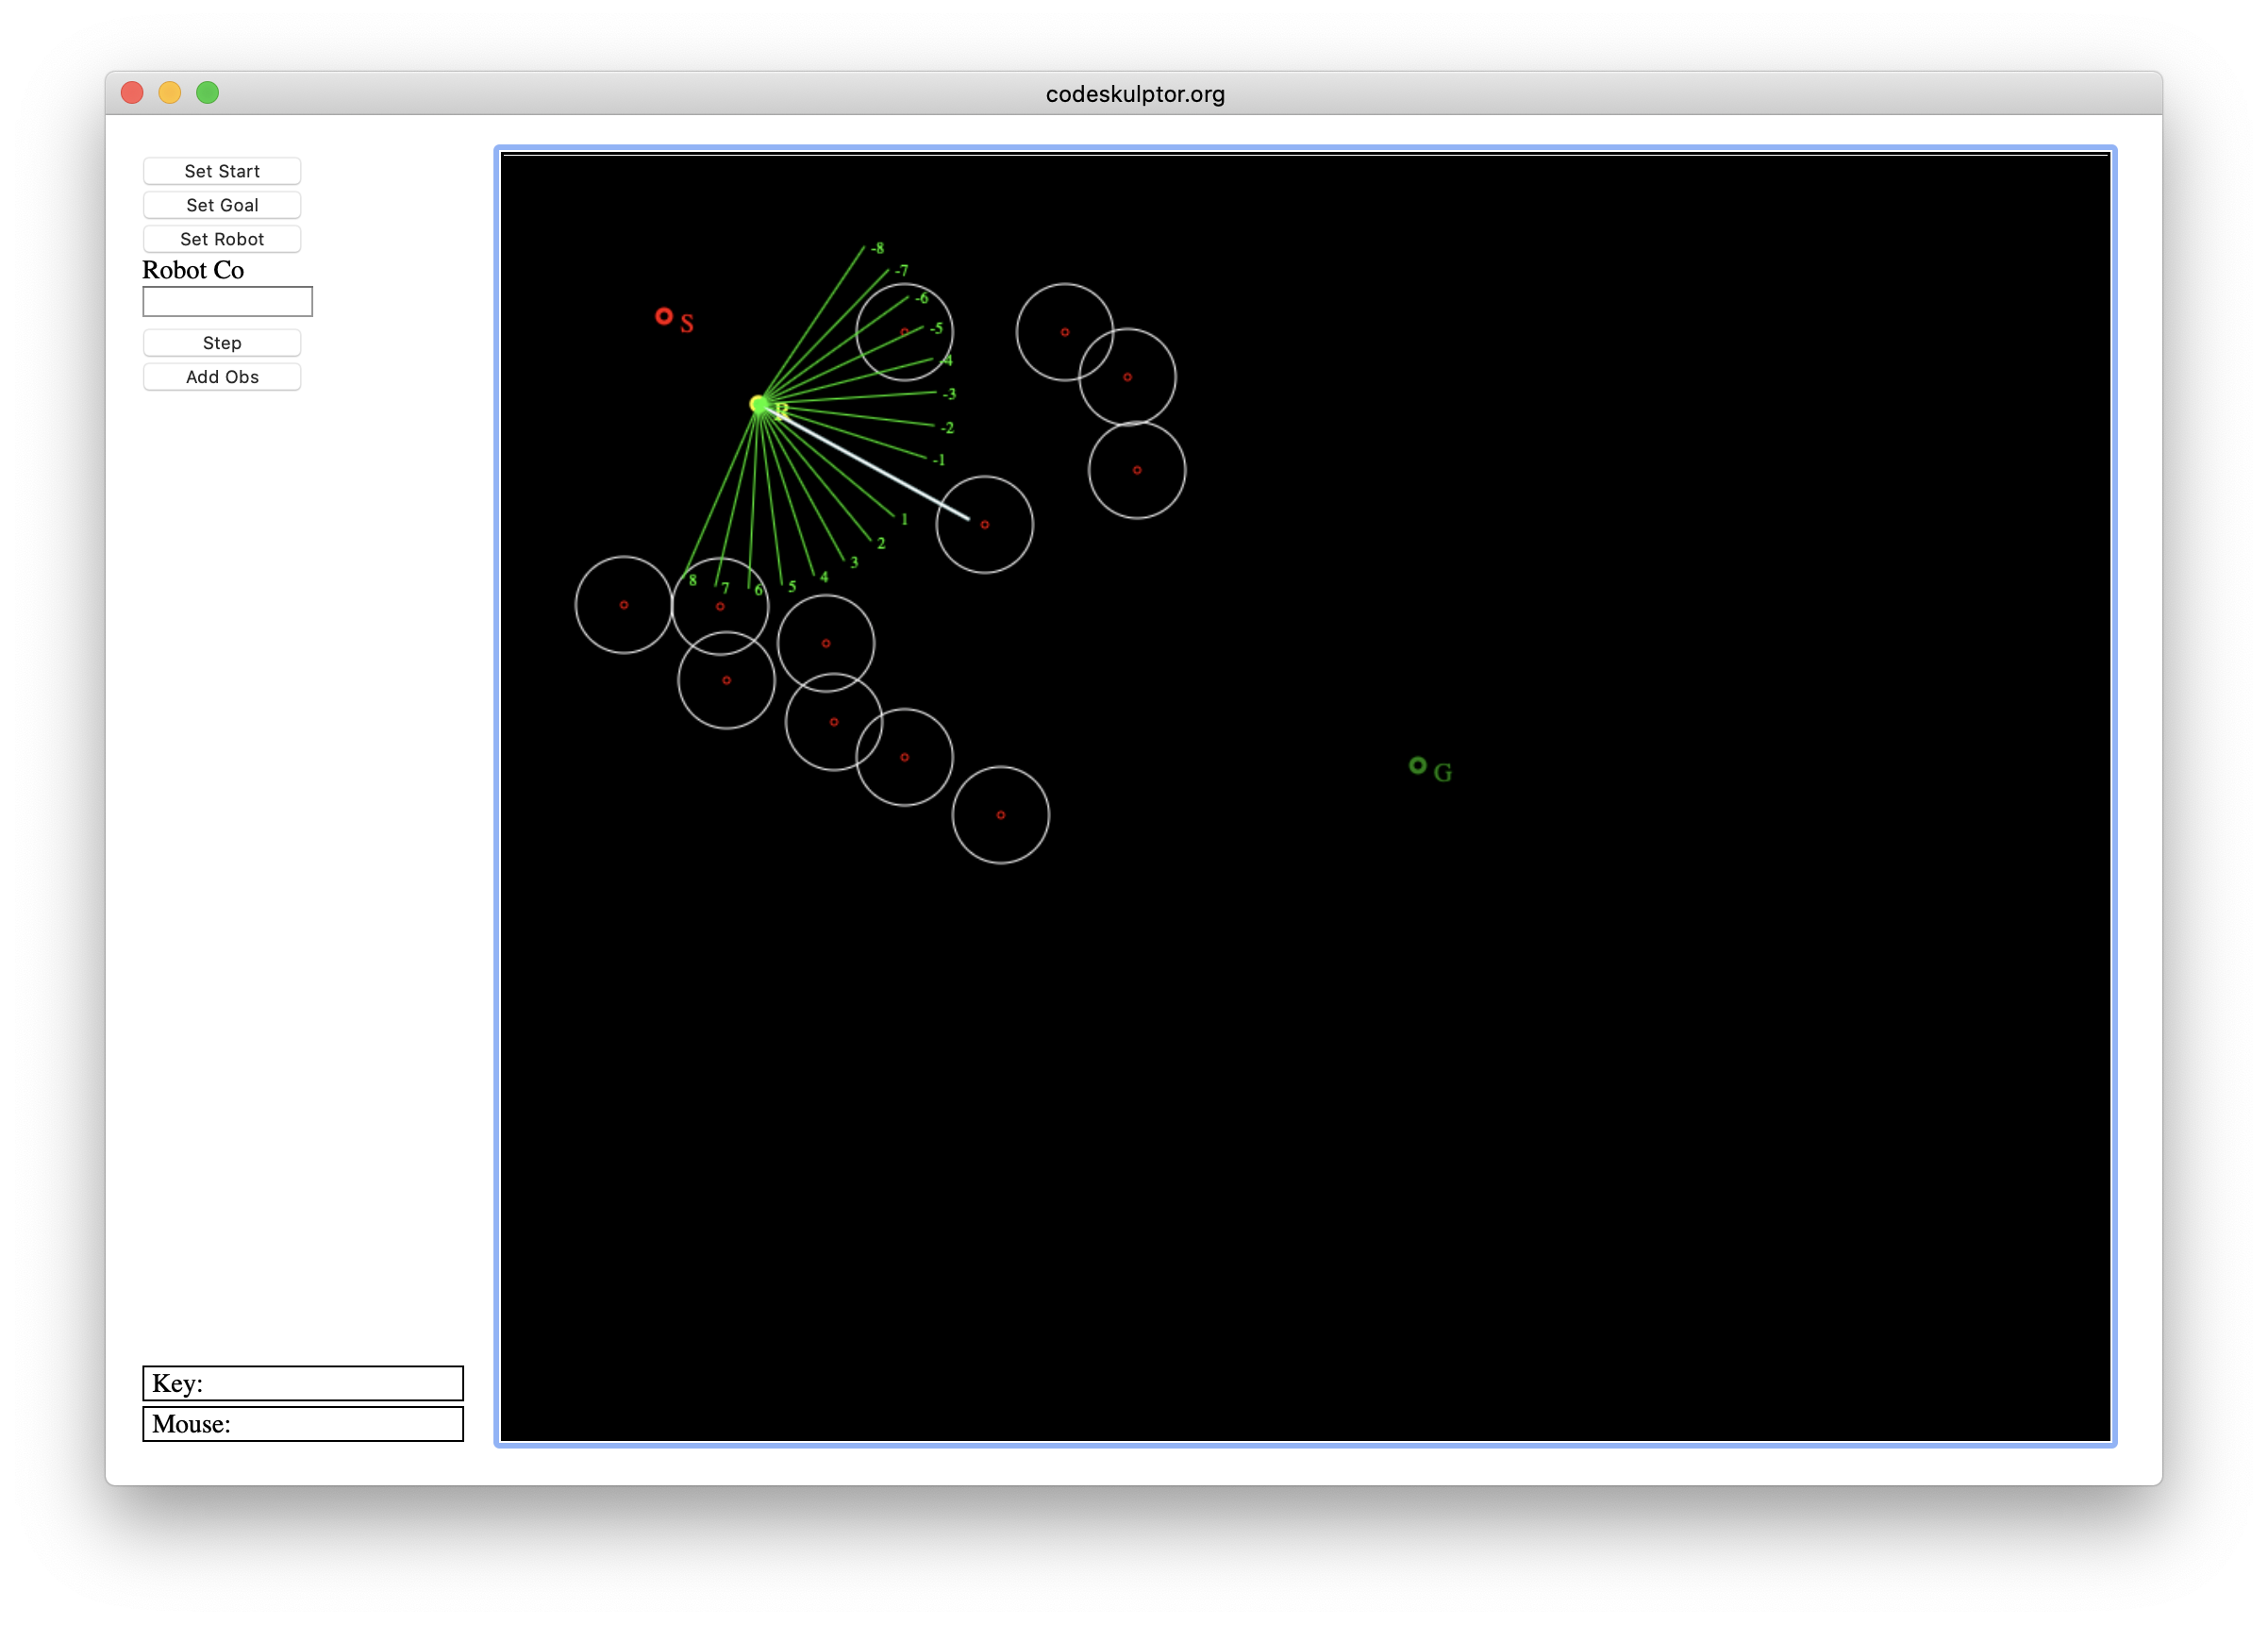 codeskulptor.org
Set Start
Set Goal
Set Robot
Robot Co
Step
Add Obs
-8
-7
-6
S
-5
-4
-3
R
-2
-1
1
2
3
4
5
6
7
8
G
Key:
Mouse: